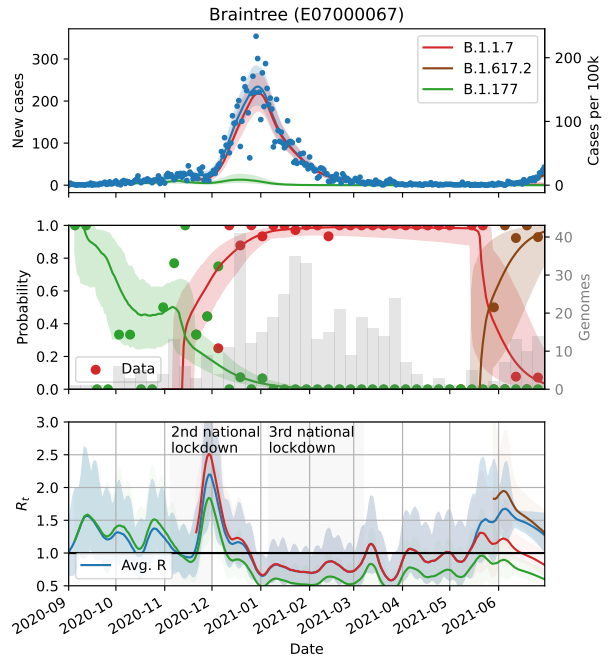 Braintree (E07000067)
New cases
300
200
100
0
B.1.1.7
B.1.617.2
B.1.177
200
100
0
Cases per 100k
Probability
1.0
0.8
0.6
0.4
0.2
0.0
Data
40
30
20
10
0
Genomes
R_t
3.0
2.5
2.0
1.5
1.0
0.5
2nd national
lockdown
3rd national
lockdown
Avg. R
2020-09
2020-10
2020-11
2020-12
2021-01
2021-02
2021-03
2021-04
2021-05
2021-06
Date